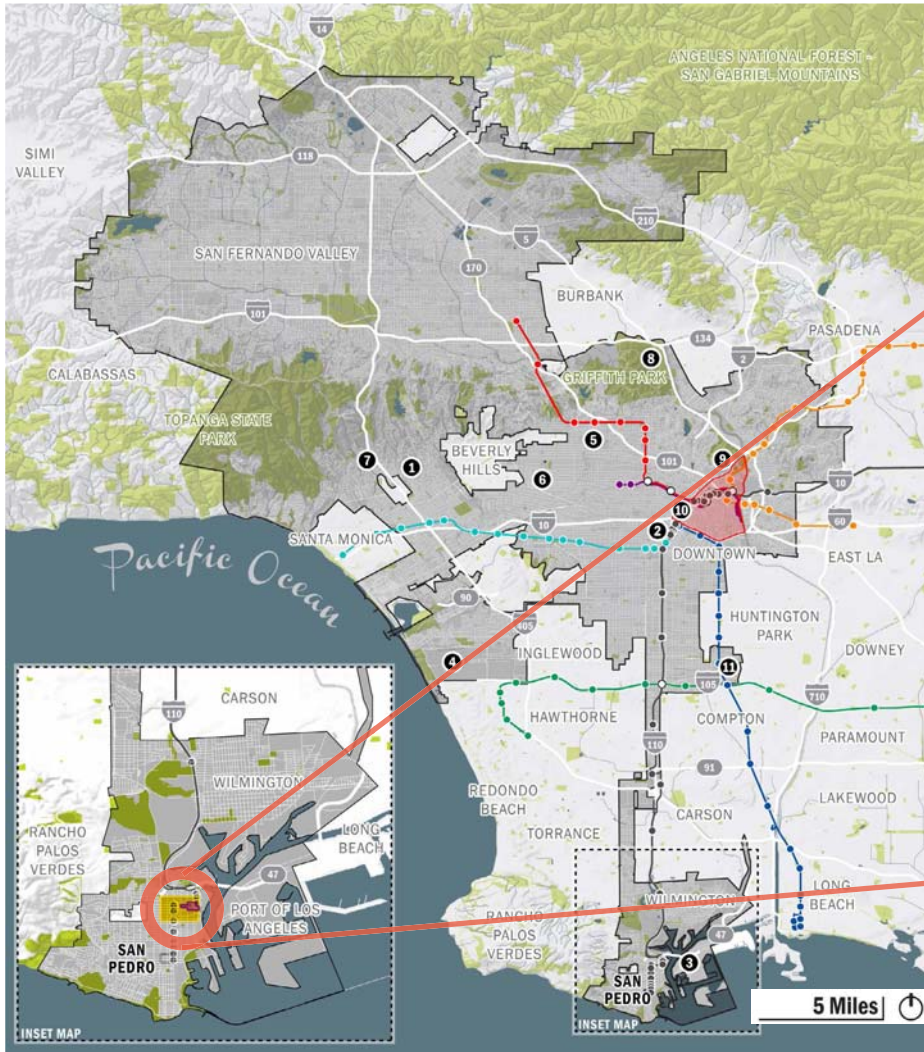 14
ANGELES NATIONAL FOREST -
SAN GABRIEL MOUNTAINS
SIMI
VALLEY
118
210
5
SAN FERNANDO VALLEY
170
BURBANK
101
134
PASADENA
2
8
GRIFFITH PARK
CALABASSAS
TOPANGA STATE
PARK
5
7
1
BEVERLY
HILLS
101
9
6
10
10
2
10
60
SANTA MONICA
DOWNTOWN
EAST LA
Pacific Ocean
90
405
HUNTINGTON
PARK
INGLEWOOD
DOWNEY
4
11
105
710
HAWTHORNE
COMPTON
110
PARAMOUNT
91
REDONDO
BEACH
CARSON
LAKEWOOD
TORRANCE
WILMINGTON
LONG
BEACH
RANCHO
PALOS
VERDES
47
3
SAN
PEDRO
INSET MAP
5 Miles
110
CARSON
WILMINGTON
RANCHO
PALOS
VERDES
LONG
BEACH
47
PORT OF LOS
ANGELES
SAN
PEDRO
INSET MAP